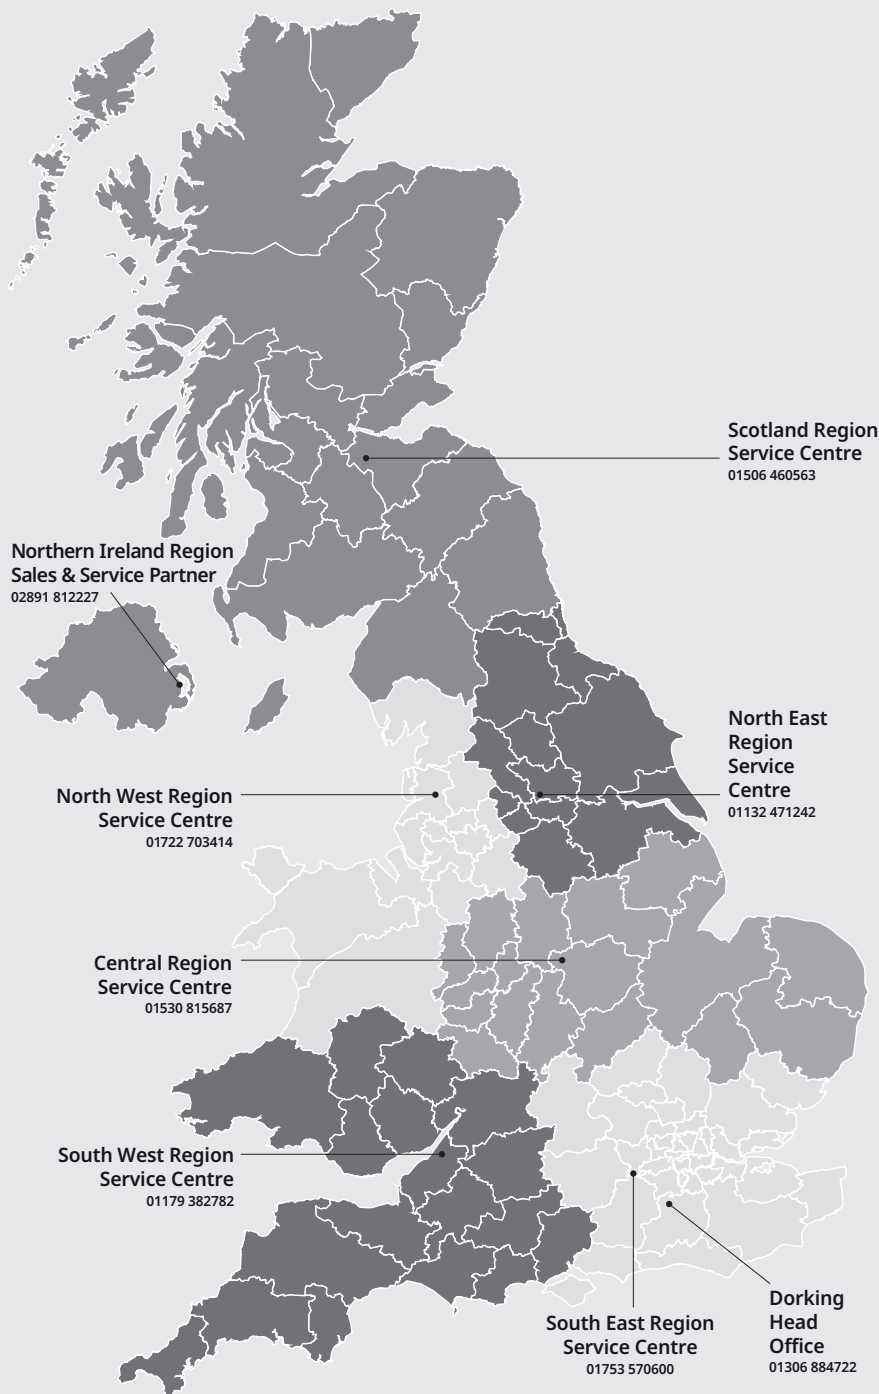 Scotland Region
Service Centre
01506 460563
Northern Ireland Region
Sales & Service Partner
02891 812227
North East
Region
Service
Centre
01132 471242
North West Region
Service Centre
01722 703414
Central Region
Service Centre
01530 815687
South West Region
Service Centre
01179 382782
South East Region
Service Centre
01753 570600
Dorking
Head
Office
01306 884722